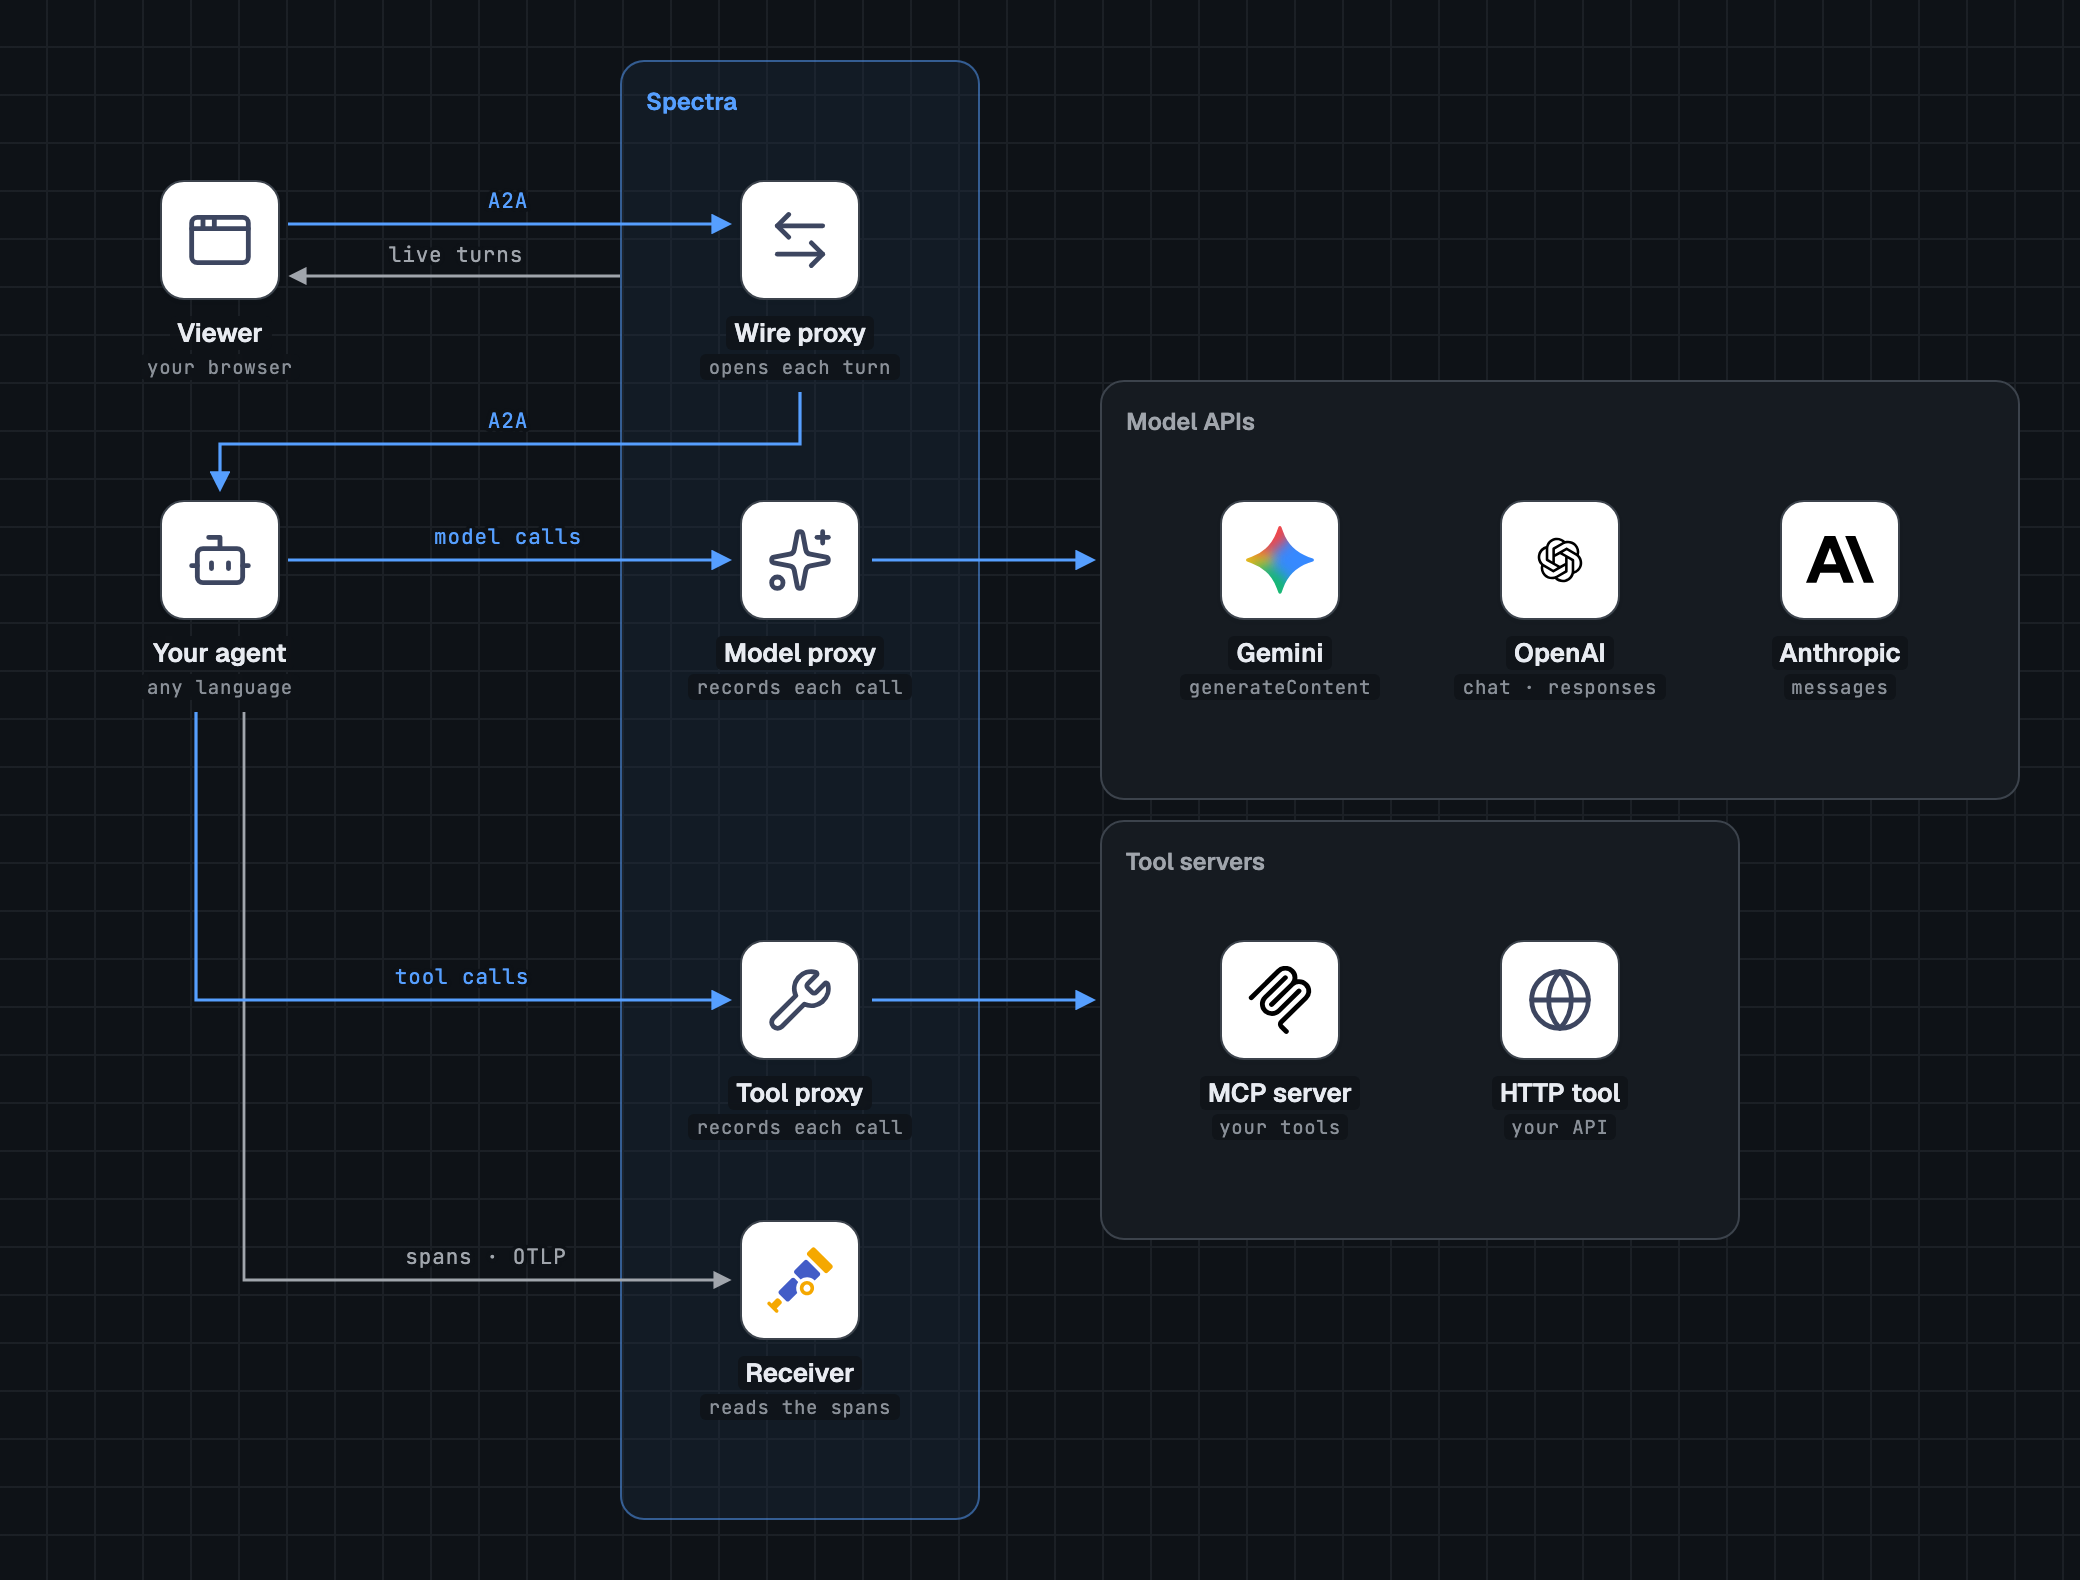 Spectra
A2A
live turns
Viewer
your browser
Wire proxy
opens each turn
A2A
Model APIs
model calls
Your agent
any language
Model proxy
records each call
Gemini
generateContent
OpenAI
chat · responses
Anthropic
messages
Tool servers
tool calls
Tool proxy
records each call
MCP server
your tools
HTTP tool
your API
spans · OTLP
Receiver
reads the spans